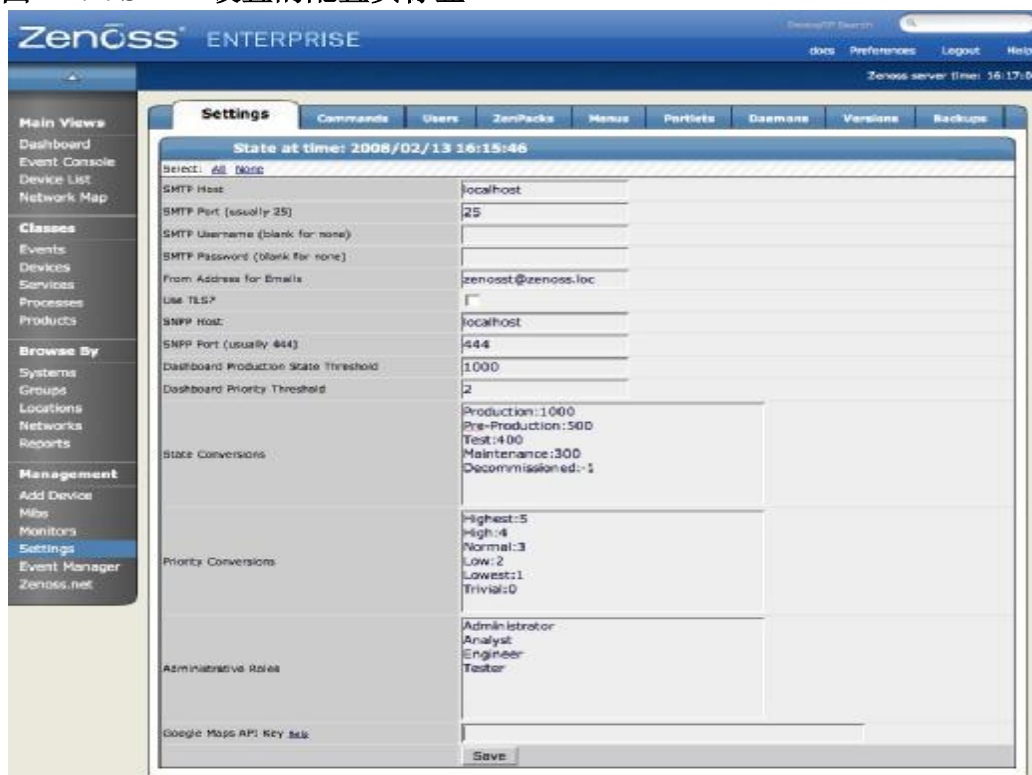 Zenoss ENTERPRISE
Device/IP Search
docs Preferences Logout Help
Zenoss server time: 16:17:0
Main Views
Dashboard
Event Console
Device List
Network Map
Classes
Events
Devices
Services
Processes
Products
Browse By
Systems
Groups
Locations
Networks
Reports
Management
Add Device
Mibs
Monitors
Settings
Event Manager
Zenoss.net
Settings Commands Users ZenPacks Menus Portlets Daemons Versions Backups
State at time: 2008/02/13 16:15:46
Select: All None
SMTP Host localhost
SMTP Port (usually 25) 25
SMTP Username (blank for none)
SMTP Password (blank for none)
From Address for Emails zenosst@zenoss.loc
Use TLS?
SNPP Host localhost
SNPP Port (usually 444) 444
Dashboard Production State Threshold 1000
Dashboard Priority Threshold 2
State Conversions
Production:1000
Pre-Production:500
Test:400
Maintenance:300
Decommissioned:-1
Priority Conversions
Highest:5
High:4
Normal:3
Low:2
Lowest:1
Trivial:0
Administrative Roles
Administrator
Analyst
Engineer
Tester
Google Maps API Key help
Save